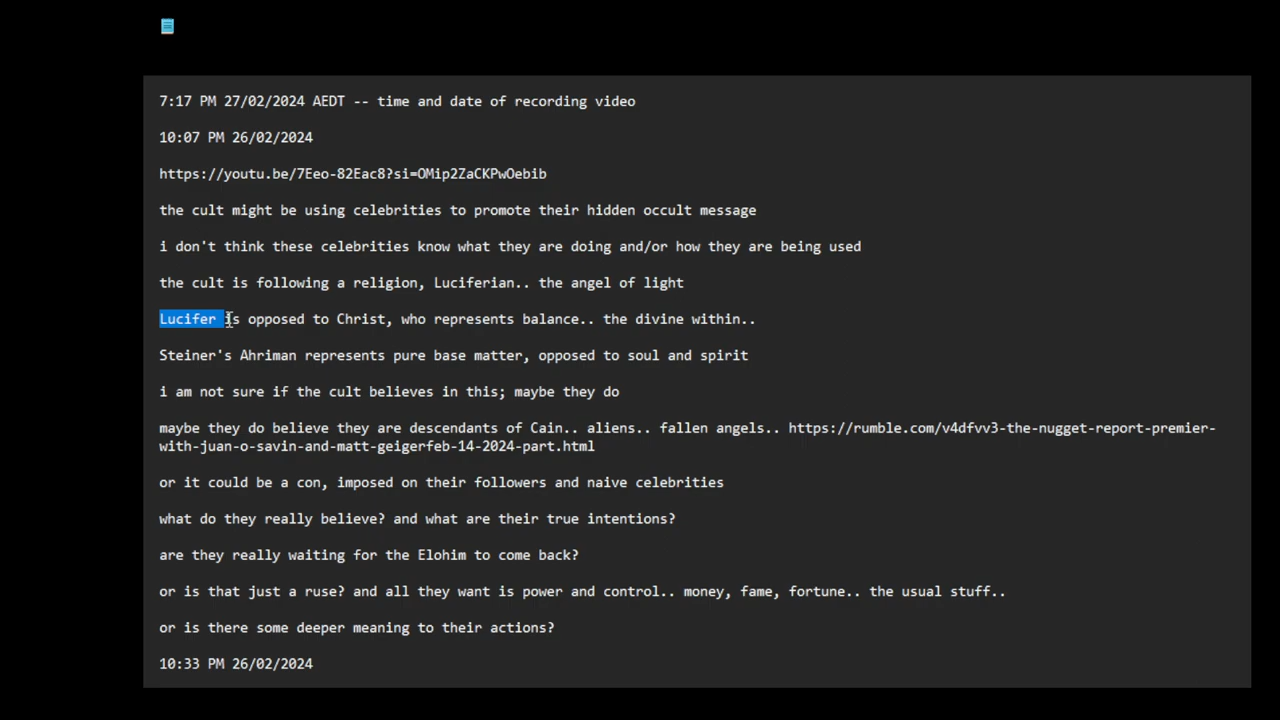 7:17 PM 27/02/2024 AEDT -- time and date of recording video
10:07 PM 26/02/2024
https://youtu.be/7Eeo-82Eac8?si=OMip2ZaCKPwOebib
the cult might be using celebrities to promote their hidden occult message
i don't think these celebrities know what they are doing and/or how they are being used
the cult is following a religion, Luciferian.. the angel of light
Lucifer is opposed to Christ, who represents balance.. the divine within..
Steiner's Ahriman represents pure base matter, opposed to soul and spirit
i am not sure if the cult believes in this; maybe they do
maybe they do believe they are descendants of Cain.. aliens.. fallen angels.. https://rumble.com/v4dfvv3-the-nugget-report-premier-
with-juan-o-savin-and-matt-geigerfeb-14-2024-part.html
or it could be a con, imposed on their followers and naive celebrities
what do they really believe? and what are their true intentions?
are they really waiting for the Elohim to come back?
or is that just a ruse? and all they want is power and control.. money, fame, fortune.. the usual stuff..
or is there some deeper meaning to their actions?
10:33 PM 26/02/2024